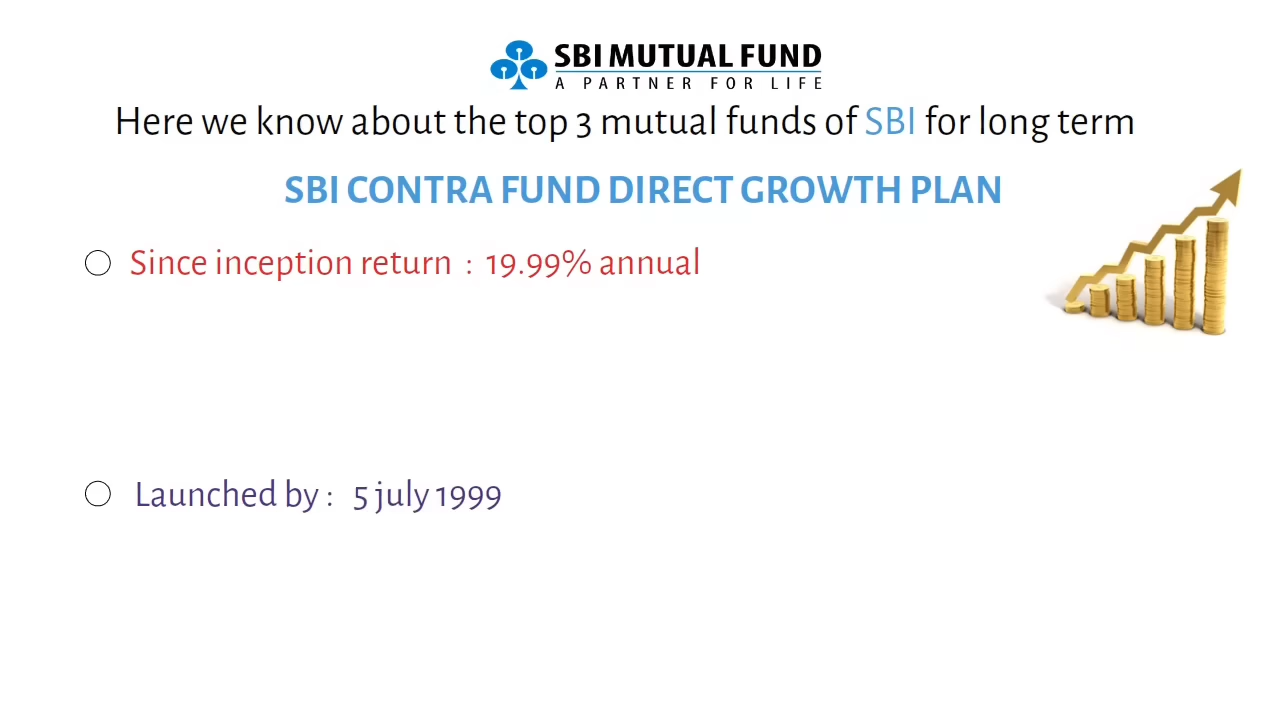 SBI MUTUAL FUND
A PARTNER FOR LIFE
Here we know about the top 3 mutual funds of SBI for long term
SBI CONTRA FUND DIRECT GROWTH PLAN
Since inception return : 19.99% annual
Launched by : 5 july 1999